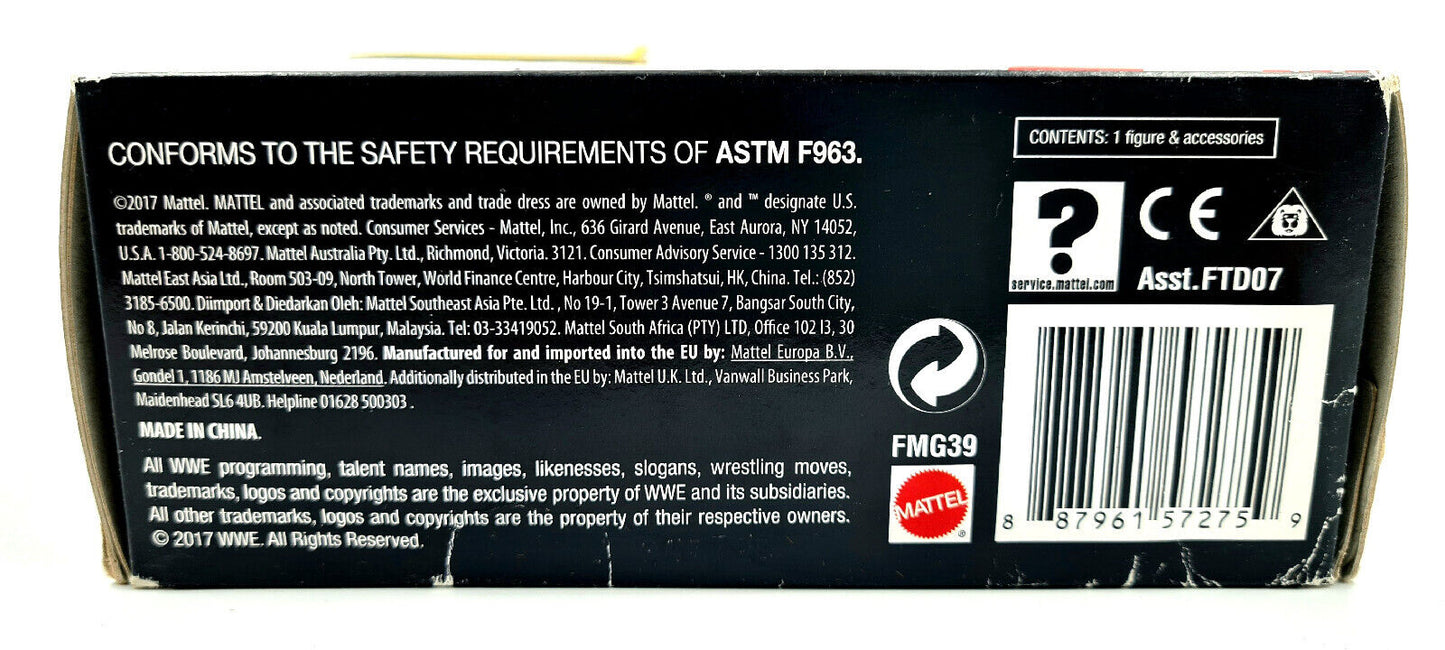 CONFORMS TO THE SAFETY REQUIREMENTS OF ASTM F963.
©2017 Mattel. MATTEL and associated trademarks and trade dress are owned by Mattel. ® and ™ designate U.S.
trademarks of Mattel, except as noted. Consumer Services - Mattel, Inc., 636 Girard Avenue, East Aurora, NY 14052,
U.S.A. 1-800-524-8697. Mattel Australia Pty. Ltd., Richmond, Victoria. 3121. Consumer Advisory Service - 1300 135 312.
Mattel East Asia Ltd., Room 503-09, North Tower, World Finance Centre, Harbour City, Tsimshatsui, HK, China. Tel.: (852)
3185-6500. Diimport & Diedarkan Oleh: Mattel Southeast Asia Pte. Ltd. , No 19-1, Tower 3 Avenue 7, Bangsar South City,
No 8, Jalan Kerinchi, 59200 Kuala Lumpur, Malaysia. Tel: 03-33419052. Mattel South Africa (PTY) LTD, Office 102 I3, 30
Melrose Boulevard, Johannesburg 2196. Manufactured for and imported into the EU by: Mattel Europa B.V.,
Gondel 1, 1186 MJ Amstelveen, Nederland. Additionally distributed in the EU by: Mattel U.K. Ltd., Vanwall Business Park,
Maidenhead SL6 4UB. Helpline 01628 500303 .
MADE IN CHINA.
All WWE programming, talent names, images, likenesses, slogans, wrestling moves,
trademarks, logos and copyrights are the exclusive property of WWE and its subsidiaries.
All other trademarks, logos and copyrights are the property of their respective owners.
© 2017 WWE. All Rights Reserved.
FMG39
MATTEL
®
CONTENTS: 1 figure & accessories
?
service.mattel.com
CE
Asst.FTD07
8 87961 57275 9